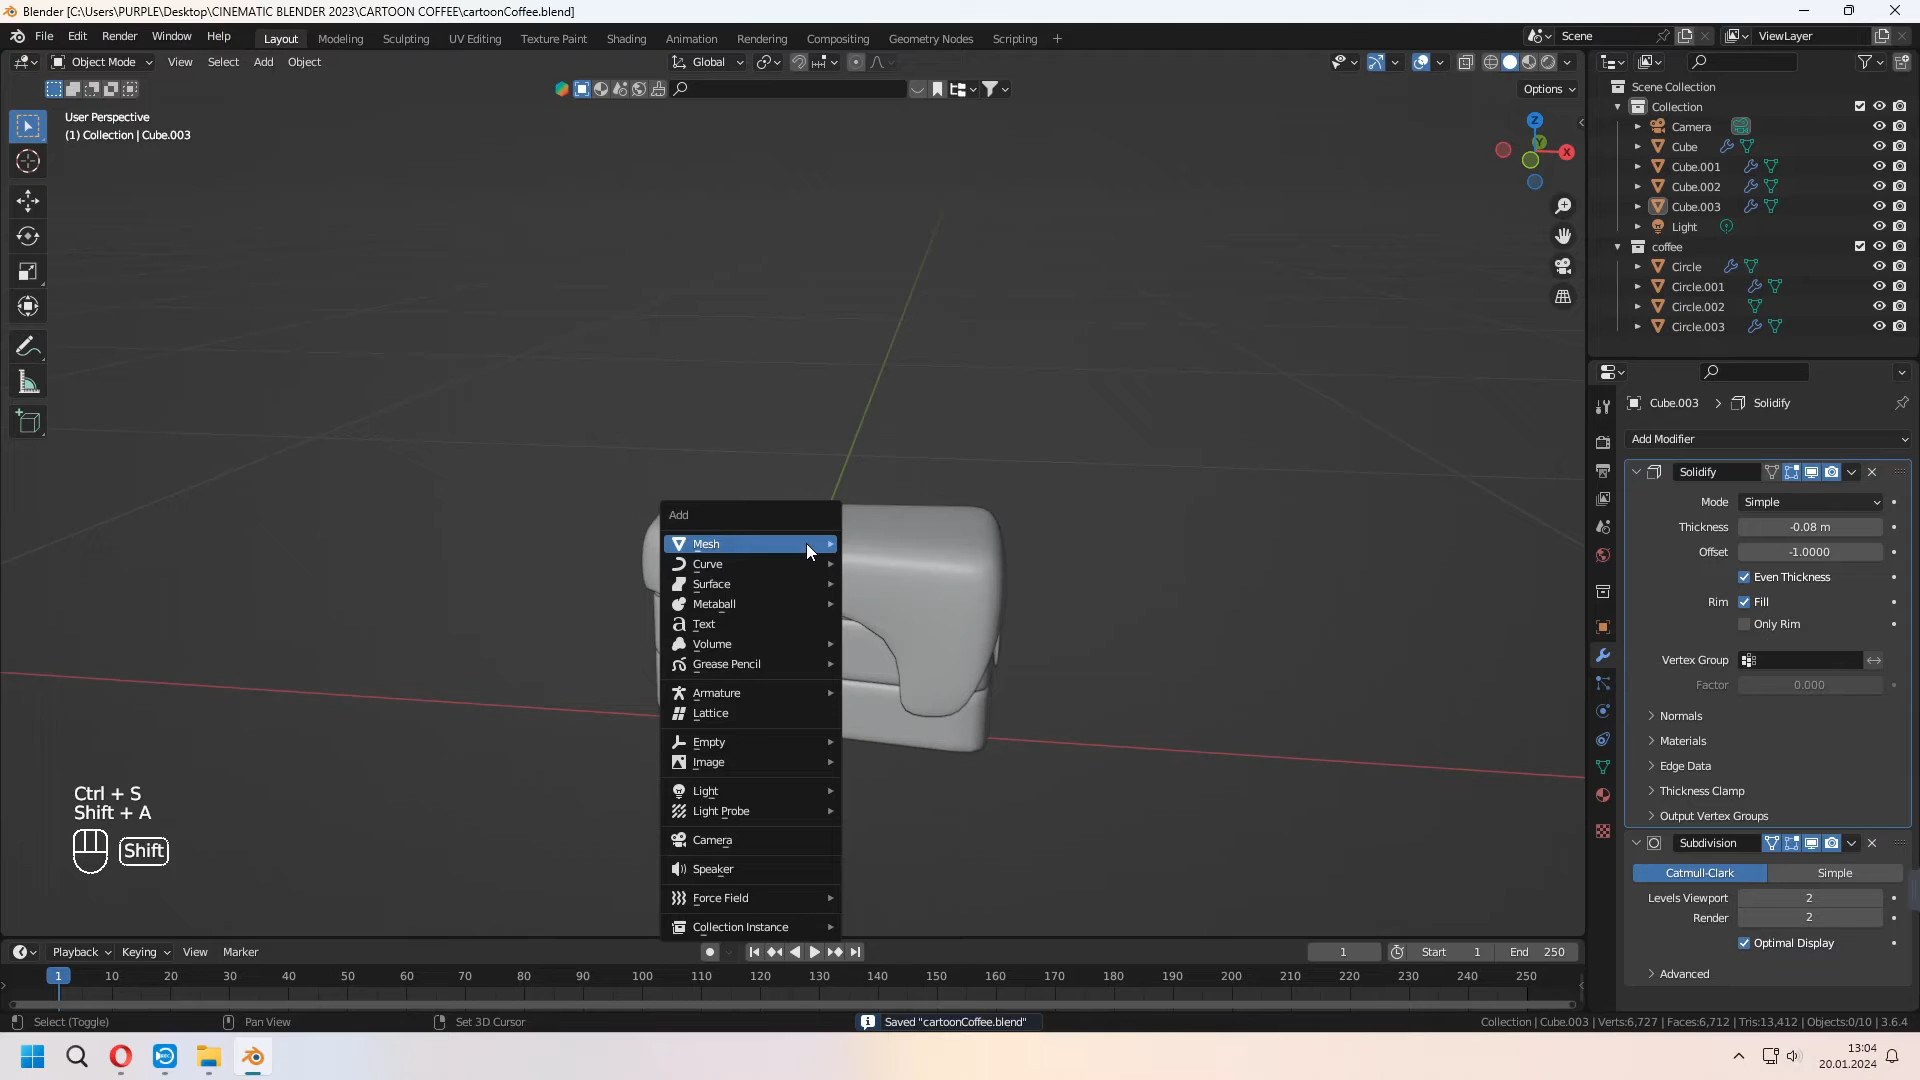 Blender [C:\Users\PURPLE\Desktop\CINEMATIC BLENDER 2023\CARTOON COFFEE\cartoonCoffee.blend]
File Edit Render Window Help Layout Modeling Sculpting UV Editing Texture Paint Shading Animation Rendering Compositing Geometry Nodes Scripting + Scene ViewLayer
Object Mode View Select Add Object Global
Options
User Perspective
(1) Collection | Cube.003
Z
Y
X
Scene Collection
Collection
Camera
Cube
Cube.001
Cube.002
Cube.003
Light
coffee
Circle
Circle.001
Circle.002
Circle.003
Cube.003 > Solidify
Add Modifier
Solidify
Mode Simple
Thickness -0.08 m
Offset -1.0000
Even Thickness
Rim Fill
Only Rim
Vertex Group
Factor 0.000
Normals
Materials
Edge Data
Thickness Clamp
Output Vertex Groups
Subdivision
Catmull-Clark Simple
Levels Viewport 2
Render 2
Optimal Display
Advanced
Add
Mesh
Curve
Surface
Metaball
Text
Volume
Grease Pencil
Armature
Lattice
Empty
Image
Light
Light Probe
Camera
Speaker
Force Field
Collection Instance
Ctrl + S
Shift + A
Shift
Playback Keying View Marker 1 Start 1 End 250
1 10 20 30 40 50 60 70 80 90 100 110 120 130 140 150 160 170 180 190 200 210 220 230 240 250
Select (Toggle) Pan View Set 3D Cursor Saved "cartoonCoffee.blend" Collection | Cube.003 | Verts:6,727 | Faces:6,712 | Tris:13,412 | Objects:0/10 | 3.6.4
13:04
20.01.2024